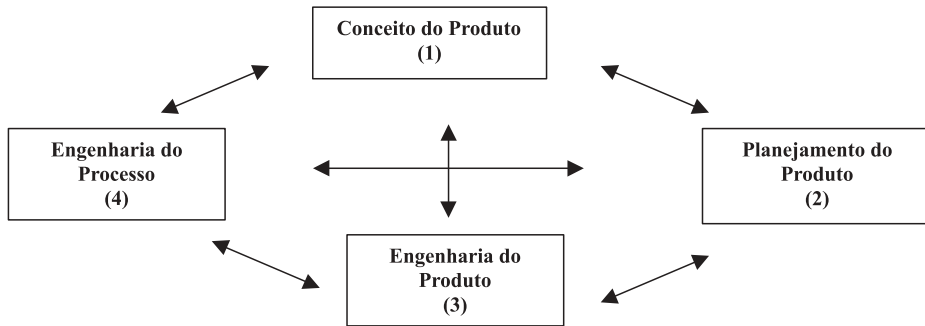 Conceito do Produto
(1)
Engenharia do
Processo
(4)
Planejamento do
Produto
(2)
Engenharia do
Produto
(3)